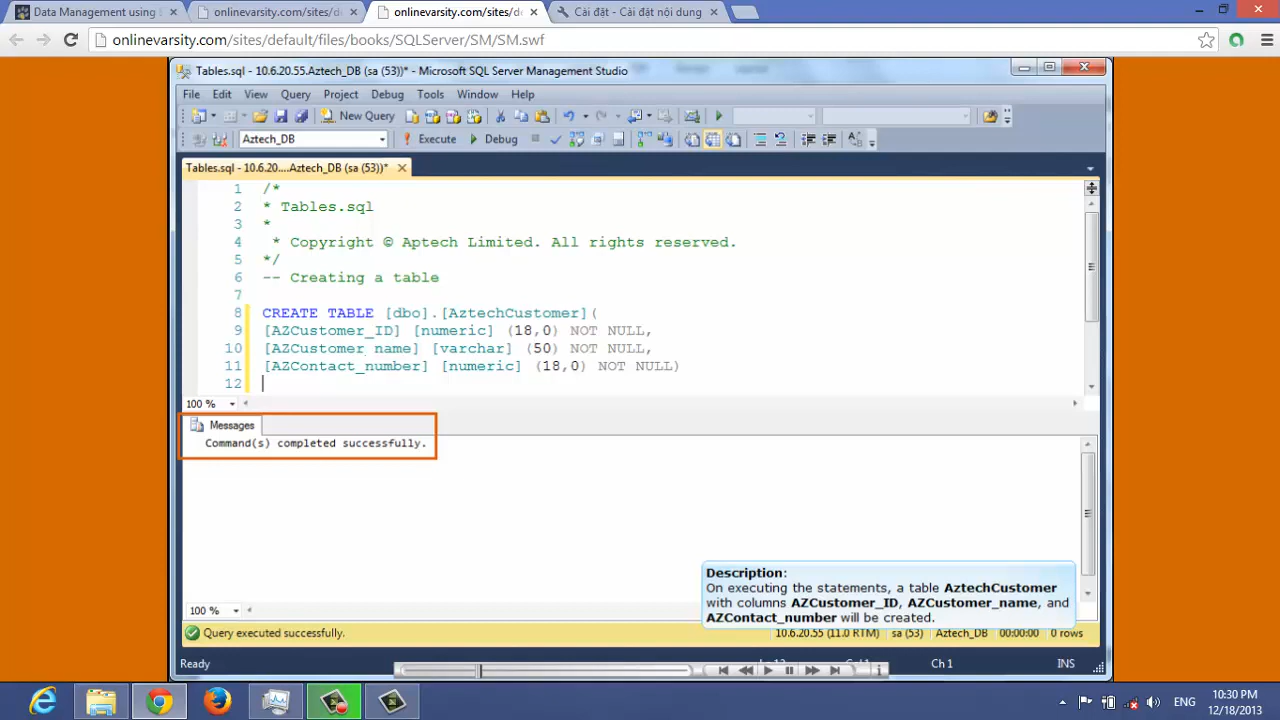 Data Management using S
onlinevarsity.com/sites/de
onlinevarsity.com/sites/de
Cài đặt - Cài đặt nội dung
onlinevarsity.com/sites/default/files/books/SQLServer/SM/SM.swf
Tables.sql - 10.6.20.55.Aztech_DB (sa (53))* - Microsoft SQL Server Management Studio
File Edit View Query Project Debug Tools Window Help
New Query
Aztech_DB
Execute
Debug
Tables.sql - 10.6.20....Aztech_DB (sa (53))*
1 /*
2 * Tables.sql
3 *
4 * Copyright © Aptech Limited. All rights reserved.
5 */
6 -- Creating a table
7
8 CREATE TABLE [dbo].[AztechCustomer](
9 [AZCustomer_ID] [numeric] (18,0) NOT NULL,
10 [AZCustomer_name] [varchar] (50) NOT NULL,
11 [AZContact_number] [numeric] (18,0) NOT NULL)
12
100 %
Messages
Command(s) completed successfully.
Description:
On executing the statements, a table AztechCustomer
with columns AZCustomer_ID, AZCustomer_name, and
AZContact_number will be created.
100 %
Query executed successfully.
10.6.20.55 (11.0 RTM) sa (53) Aztech_DB 00:00:00 0 rows
Ready
Ch 1
INS
ENG
10:30 PM
12/18/2013